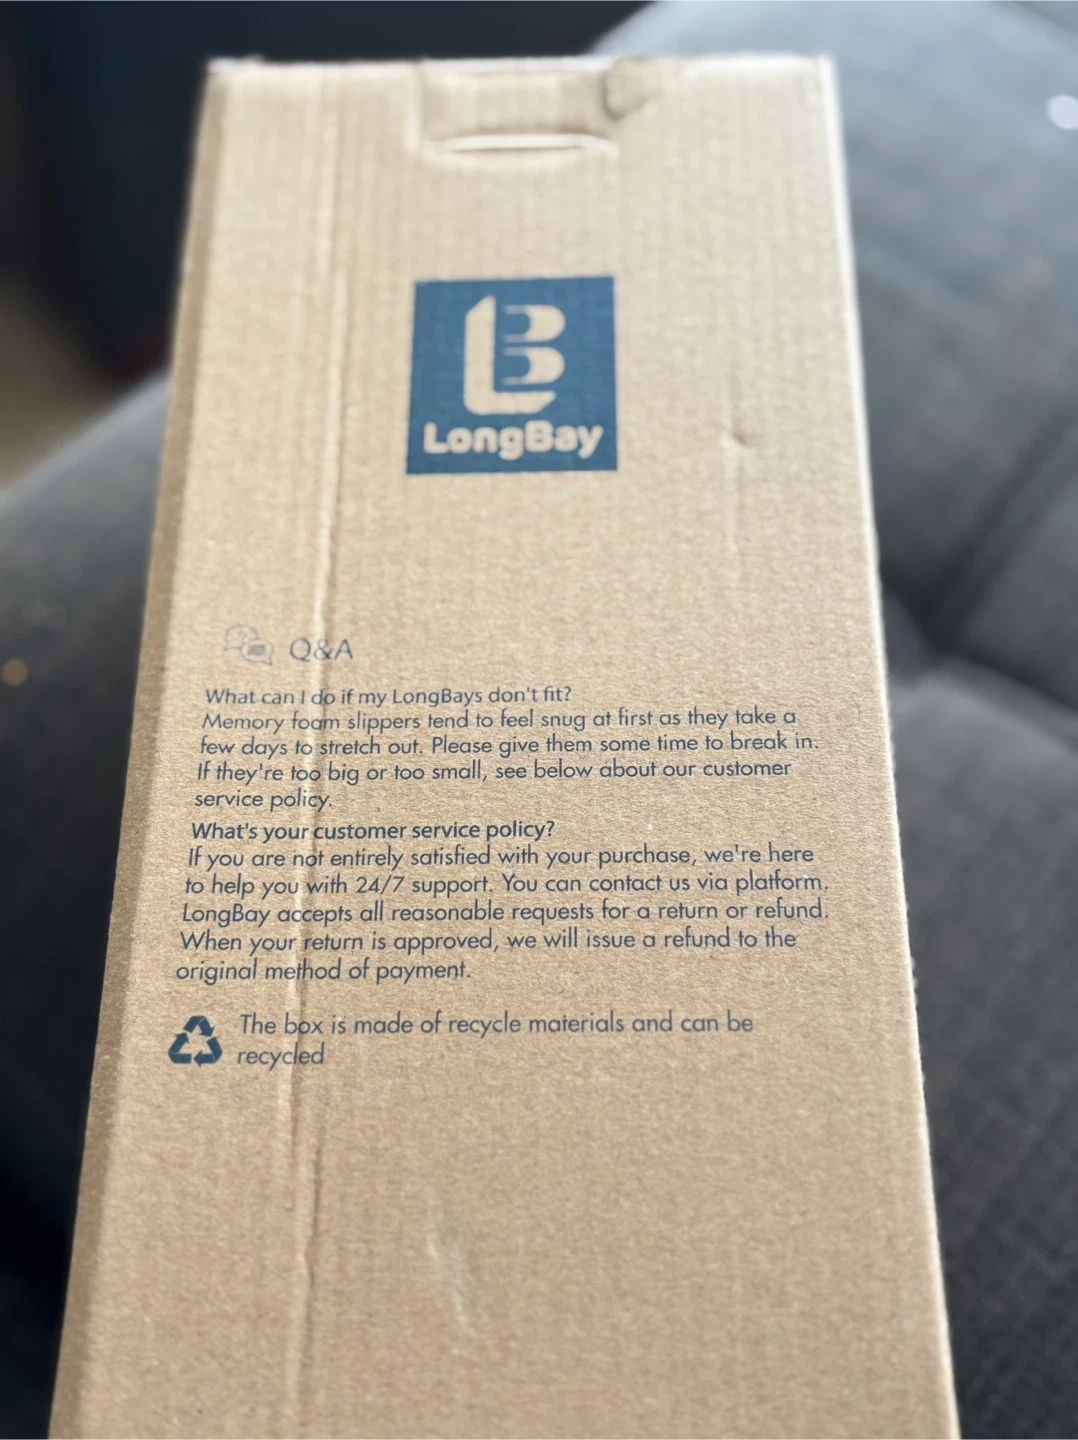 LongBay
Q&A
What can I do if my LongBays don't fit?
Memory foam slippers tend to feel snug at first as they take a
few days to stretch out. Please give them some time to break in.
If they're too big or too small, see below about our customer
service policy.
What's your customer service policy?
If you are not entirely satisfied with your purchase, we're here
to help you with 24/7 support. You can contact us via platform.
LongBay accepts all reasonable requests for a return or refund.
When your return is approved, we will issue a refund to the
original method of payment.
The box is made of recycle materials and can be
recycled